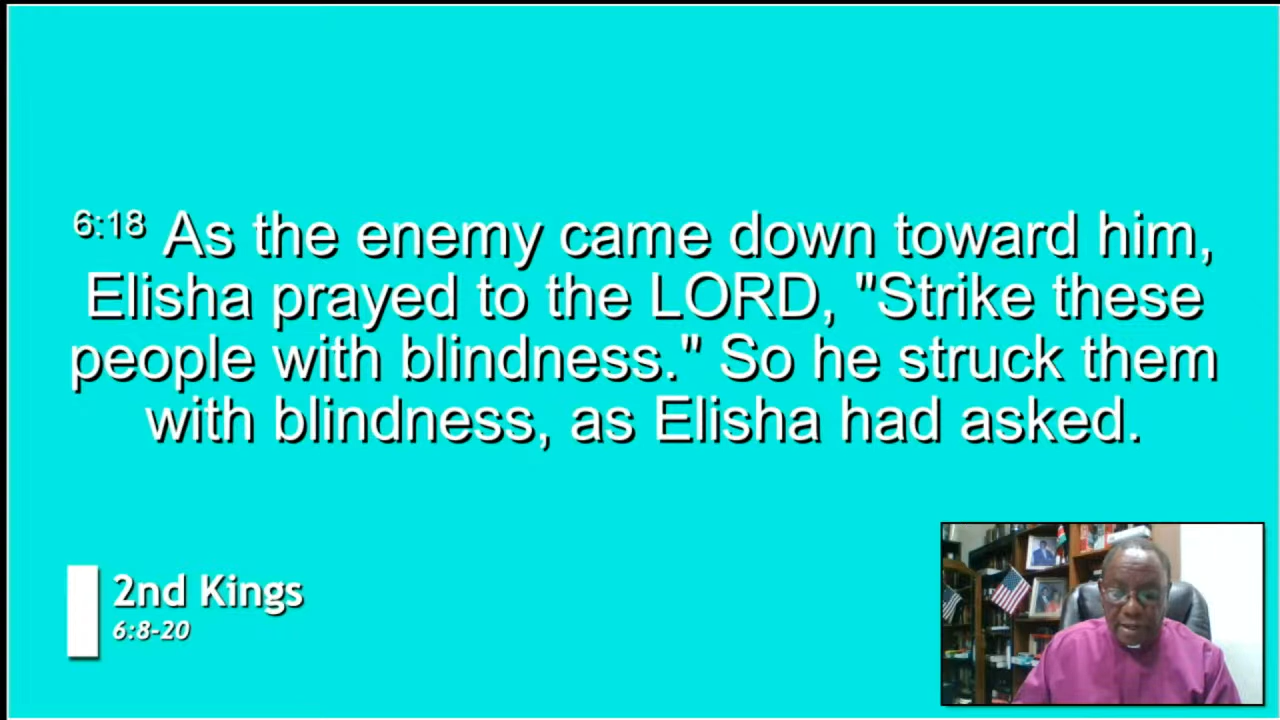 6:18 As the enemy came down toward him,
Elisha prayed to the LORD, "Strike these
people with blindness." So he struck them
with blindness, as Elisha had asked.
2nd Kings
6:8-20